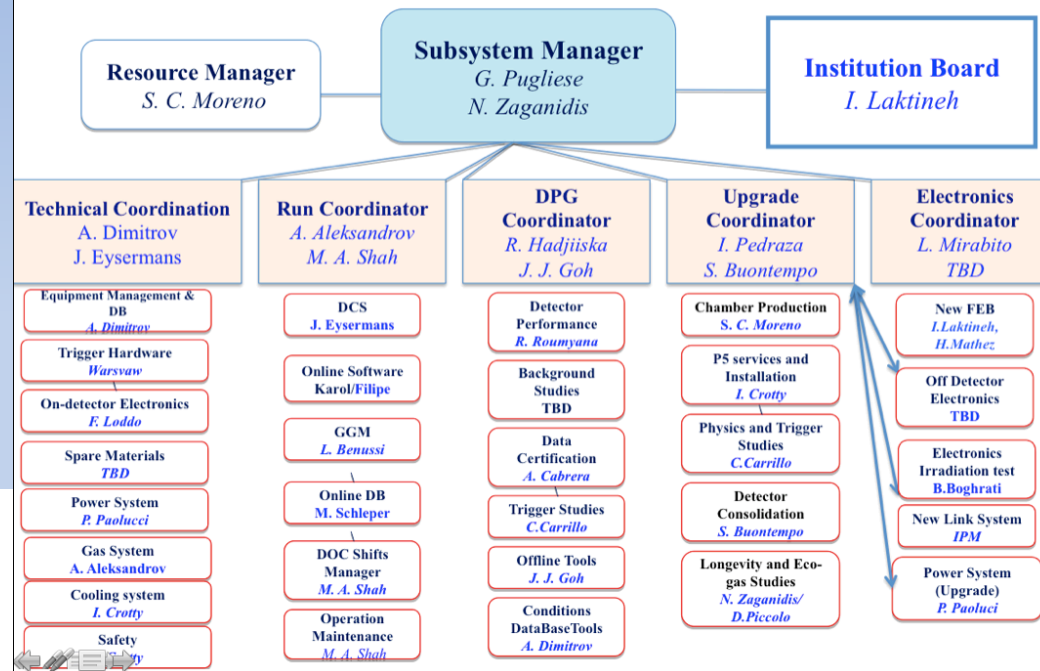 Resource Manager
S. C. Moreno
Subsystem Manager
G. Pugliese
N. Zaganidis
Institution Board
I. Laktineh
Technical Coordination
A. Dimitrov
J. Eysermans
Run Coordinator
A. Aleksandrov
M. A. Shah
DPG
Coordinator
R. Hadjiiska
J. J. Goh
Upgrade
Coordinator
I. Pedraza
S. Buontempo
Electronics
Coordinator
L. Mirabito
TBD
Equipment Management &
DB
A. Dimitrov
Trigger Hardware
Warsvaw
On-detector Electronics
F. Loddo
Spare Materials
TBD
Power System
P. Paolucci
Gas System
A. Aleksandrov
Cooling system
I. Crotty
Safety
DCS
J. Eysermans
Online Software
Karol/Filipe
GGM
L. Benussi
Online DB
M. Schleper
DOC Shifts
Manager
M. A. Shah
Operation
Maintenance
M. A. Shah
Detector
Performance
R. Roumyana
Background
Studies
TBD
Data
Certification
A. Cabrera
Trigger Studies
C.Carrillo
Offline Tools
J. J. Goh
Conditions
DataBaseTools
A. Dimitrov
Chamber Production
S. C. Moreno
P5 services and
Installation
I. Crotty
Physics and Trigger
Studies
C.Carrillo
Detector
Consolidation
S. Buontempo
Longevity and Eco-
gas Studies
N. Zaganidis/
D.Piccolo
New FEB
I.Laktineh,
H.Mathez
Off Detector
Electronics
TBD
Electronics
Irradiation test
B.Boghrati
New Link System
IPM
Power System
(Upgrade)
P. Paoluci